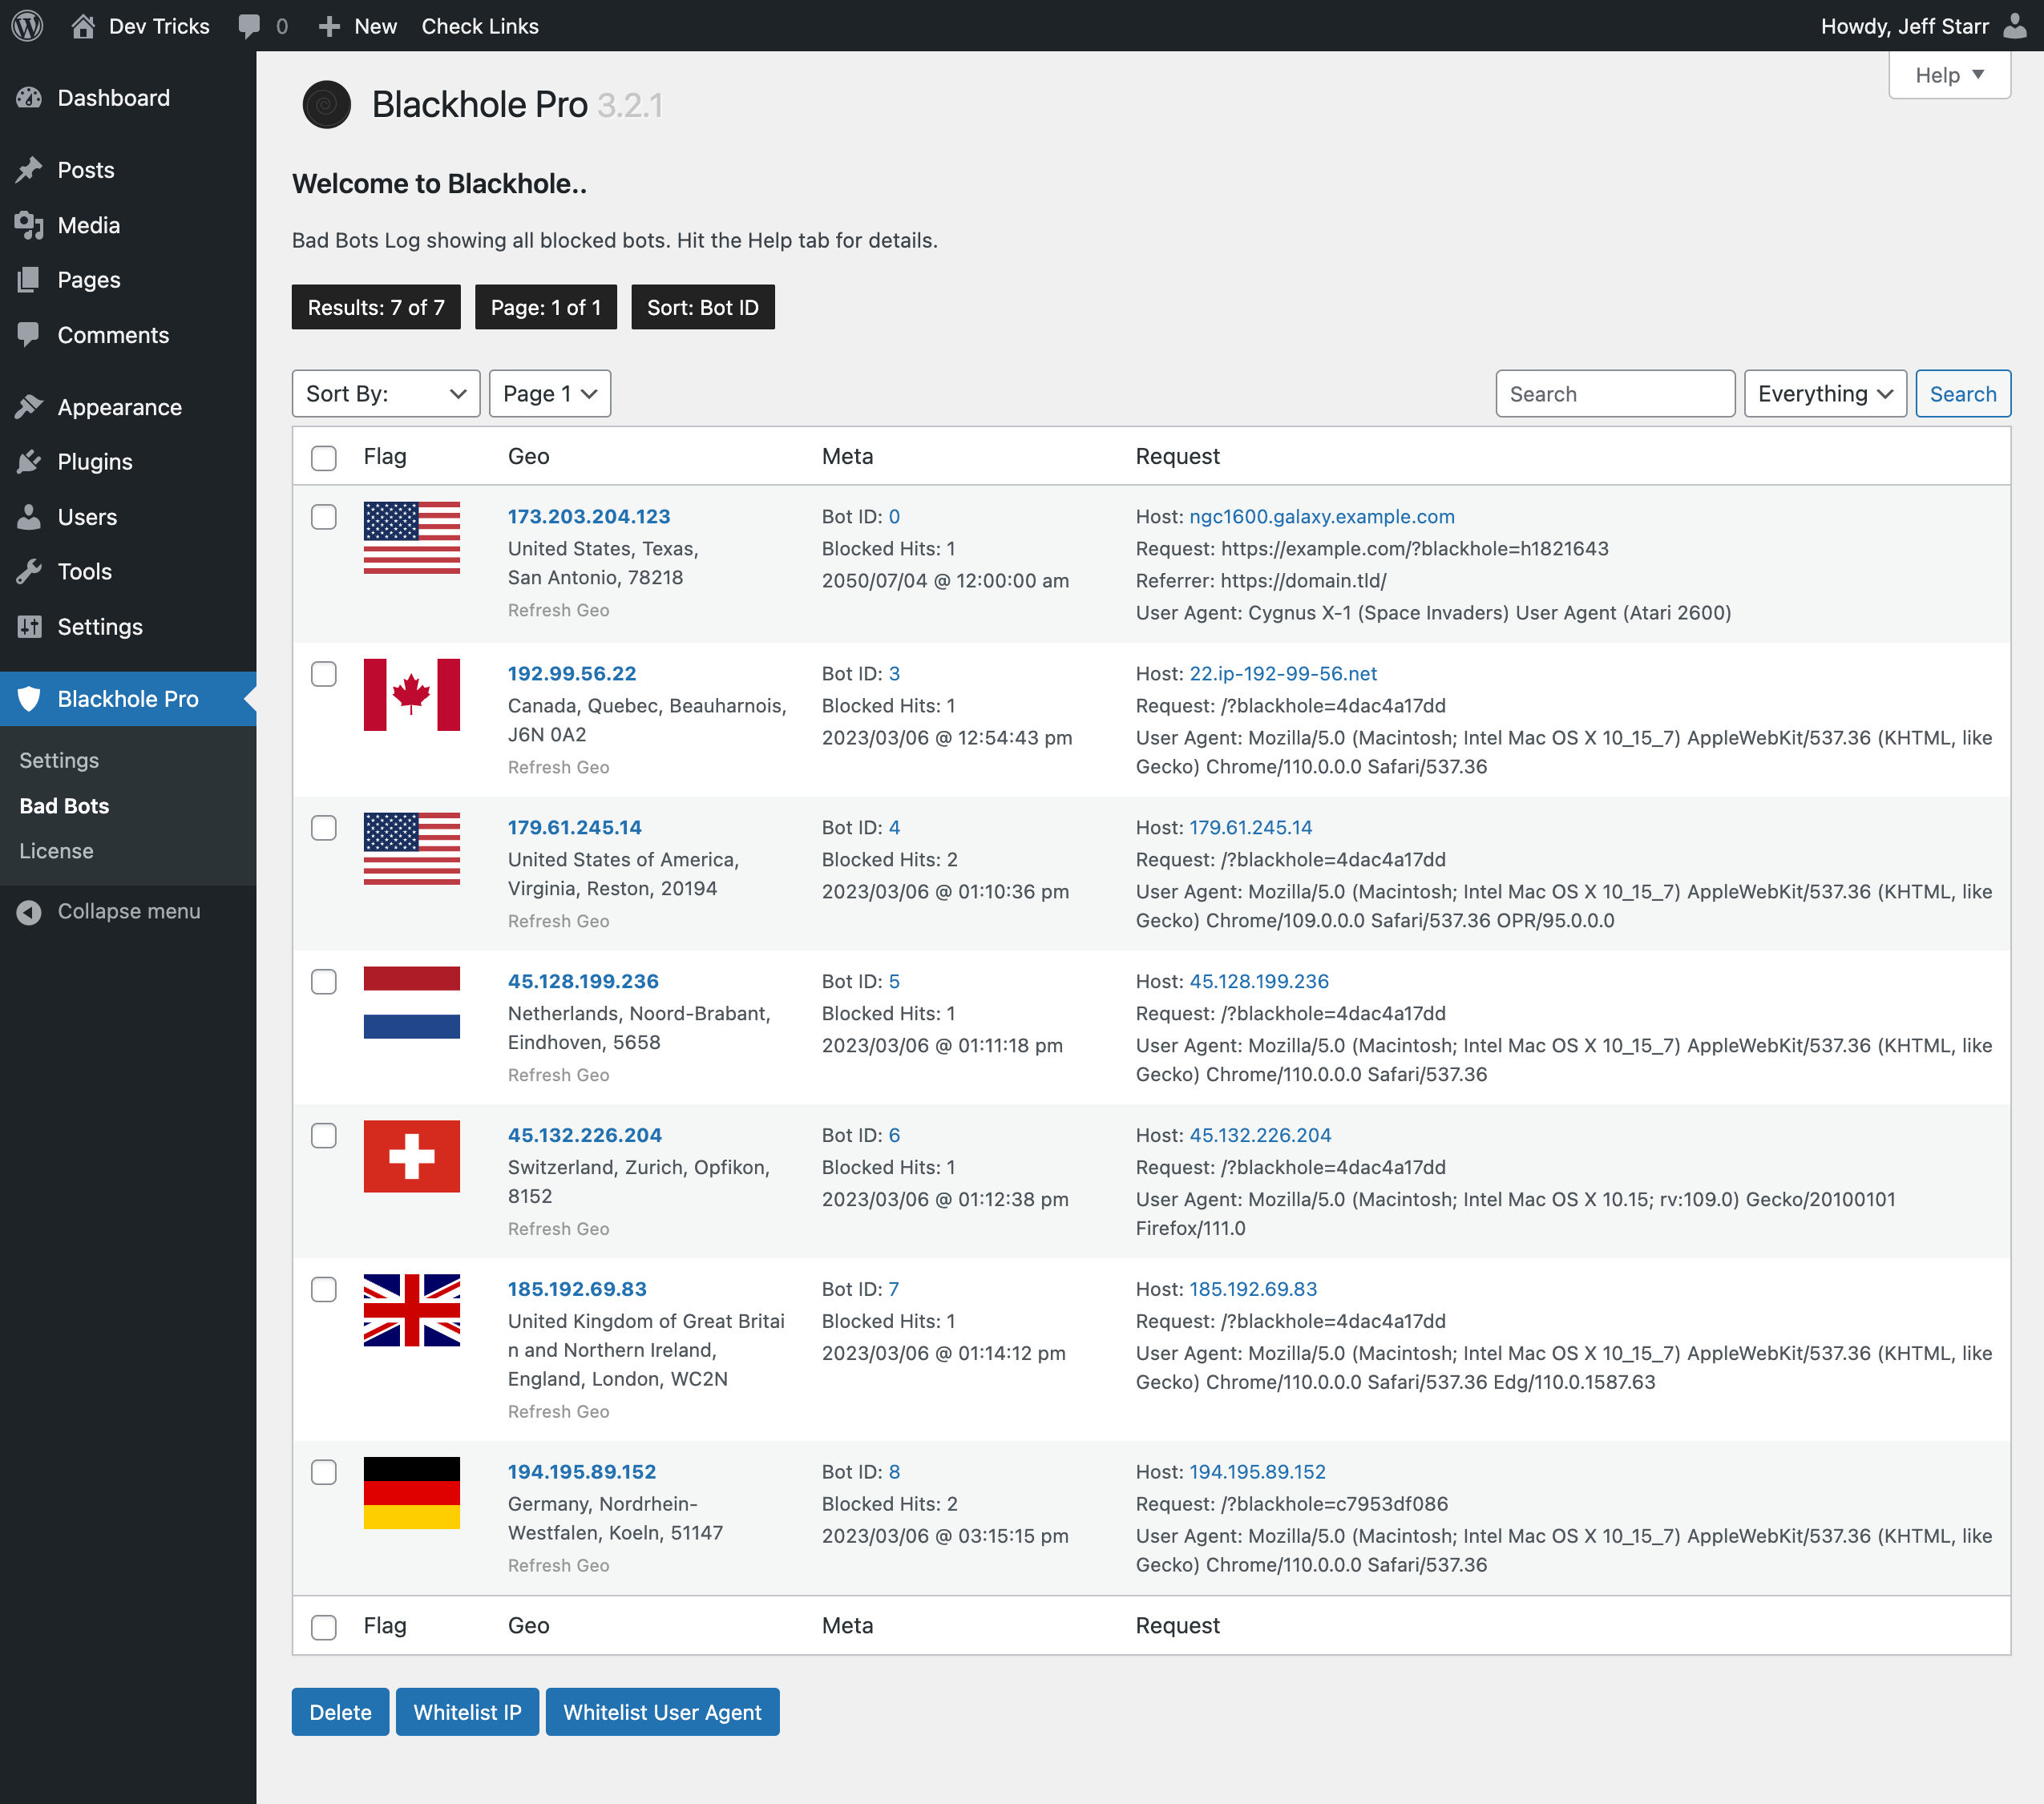 Dev Tricks 0 New Check Links Howdy, Jeff Starr
Help
Dashboard
Posts
Media
Pages
Comments
Appearance
Plugins
Users
Tools
Settings
Blackhole Pro
Settings
Bad Bots
License
Collapse menu
Blackhole Pro 3.2.1
Welcome to Blackhole..
Bad Bots Log showing all blocked bots. Hit the Help tab for details.
Results: 7 of 7 Page: 1 of 1 Sort: Bot ID
Sort By: Page 1 Search Everything Search
Flag Geo Meta Request
173.203.204.123
United States, Texas,
San Antonio, 78218
Refresh Geo
Bot ID: 0
Blocked Hits: 1
2050/07/04 @ 12:00:00 am
Host: ngc1600.galaxy.example.com
Request: https://example.com/?blackhole=h1821643
Referrer: https://domain.tld/
User Agent: Cygnus X-1 (Space Invaders) User Agent (Atari 2600)
192.99.56.22
Canada, Quebec, Beauharnois,
J6N 0A2
Refresh Geo
Bot ID: 3
Blocked Hits: 1
2023/03/06 @ 12:54:43 pm
Host: 22.ip-192-99-56.net
Request: /?blackhole=4dac4a17dd
User Agent: Mozilla/5.0 (Macintosh; Intel Mac OS X 10_15_7) AppleWebKit/537.36 (KHTML, like
Gecko) Chrome/110.0.0.0 Safari/537.36
179.61.245.14
United States of America,
Virginia, Reston, 20194
Refresh Geo
Bot ID: 4
Blocked Hits: 2
2023/03/06 @ 01:10:36 pm
Host: 179.61.245.14
Request: /?blackhole=4dac4a17dd
User Agent: Mozilla/5.0 (Macintosh; Intel Mac OS X 10_15_7) AppleWebKit/537.36 (KHTML, like
Gecko) Chrome/109.0.0.0 Safari/537.36 OPR/95.0.0.0
45.128.199.236
Netherlands, Noord-Brabant,
Eindhoven, 5658
Refresh Geo
Bot ID: 5
Blocked Hits: 1
2023/03/06 @ 01:11:18 pm
Host: 45.128.199.236
Request: /?blackhole=4dac4a17dd
User Agent: Mozilla/5.0 (Macintosh; Intel Mac OS X 10_15_7) AppleWebKit/537.36 (KHTML, like
Gecko) Chrome/110.0.0.0 Safari/537.36
45.132.226.204
Switzerland, Zurich, Opfikon,
8152
Refresh Geo
Bot ID: 6
Blocked Hits: 1
2023/03/06 @ 01:12:38 pm
Host: 45.132.226.204
Request: /?blackhole=4dac4a17dd
User Agent: Mozilla/5.0 (Macintosh; Intel Mac OS X 10.15; rv:109.0) Gecko/20100101
Firefox/111.0
185.192.69.83
United Kingdom of Great Britai
n and Northern Ireland,
England, London, WC2N
Refresh Geo
Bot ID: 7
Blocked Hits: 1
2023/03/06 @ 01:14:12 pm
Host: 185.192.69.83
Request: /?blackhole=4dac4a17dd
User Agent: Mozilla/5.0 (Macintosh; Intel Mac OS X 10_15_7) AppleWebKit/537.36 (KHTML, like
Gecko) Chrome/110.0.0.0 Safari/537.36 Edg/110.0.1587.63
194.195.89.152
Germany, Nordrhein-
Westfalen, Koeln, 51147
Refresh Geo
Bot ID: 8
Blocked Hits: 2
2023/03/06 @ 03:15:15 pm
Host: 194.195.89.152
Request: /?blackhole=c7953df086
User Agent: Mozilla/5.0 (Macintosh; Intel Mac OS X 10_15_7) AppleWebKit/537.36 (KHTML, like
Gecko) Chrome/110.0.0.0 Safari/537.36
Flag Geo Meta Request
Delete Whitelist IP Whitelist User Agent